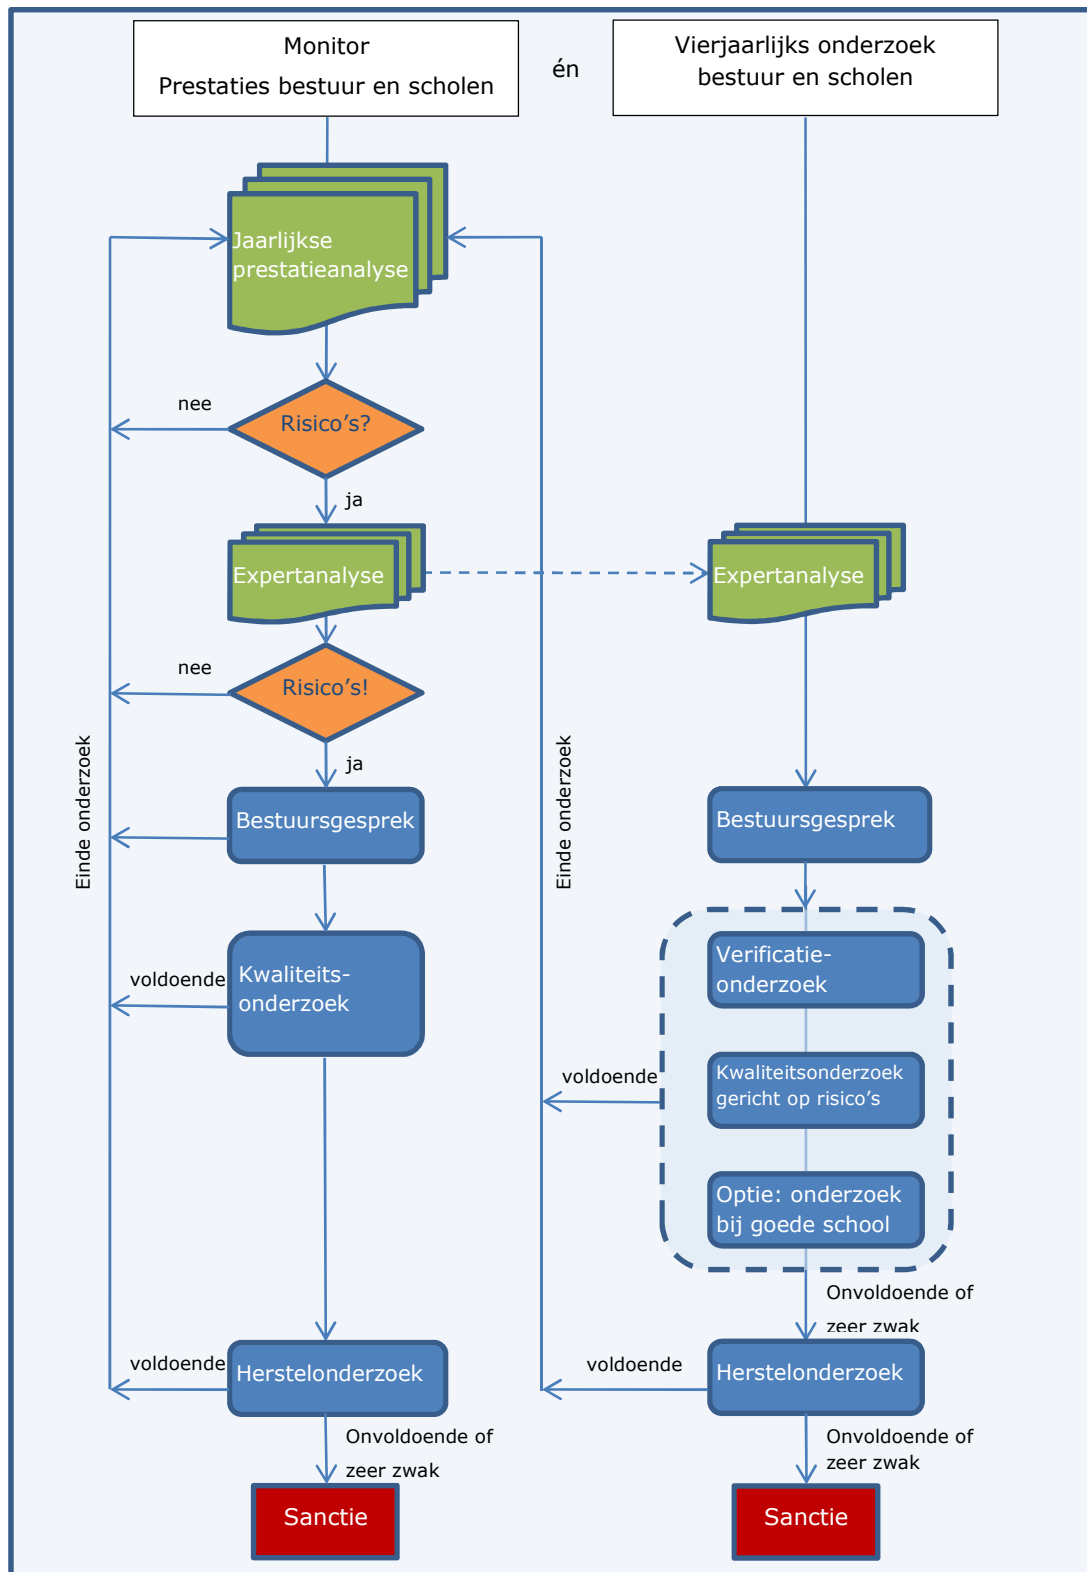 Monitor
Prestaties bestuur en scholen
én
Vierjaarlijks onderzoek
bestuur en scholen
Jaarlijkse
prestatieanalyse
nee
Risico's?
ja
Expertanalyse
Expertanalyse
nee
Risico's!
ja
Einde onderzoek
Einde onderzoek
Bestuursgesprek
Bestuursgesprek
voldoende
Kwaliteits-
onderzoek
Verificatie-
onderzoek
voldoende
Kwaliteitsonderzoek
gericht op risico's
Optie: onderzoek
bij goede school
Onvoldoende of
zeer zwak
voldoende
Herstelonderzoek
voldoende
Herstelonderzoek
Onvoldoende of
zeer zwak
Onvoldoende of
zeer zwak
Sanctie
Sanctie